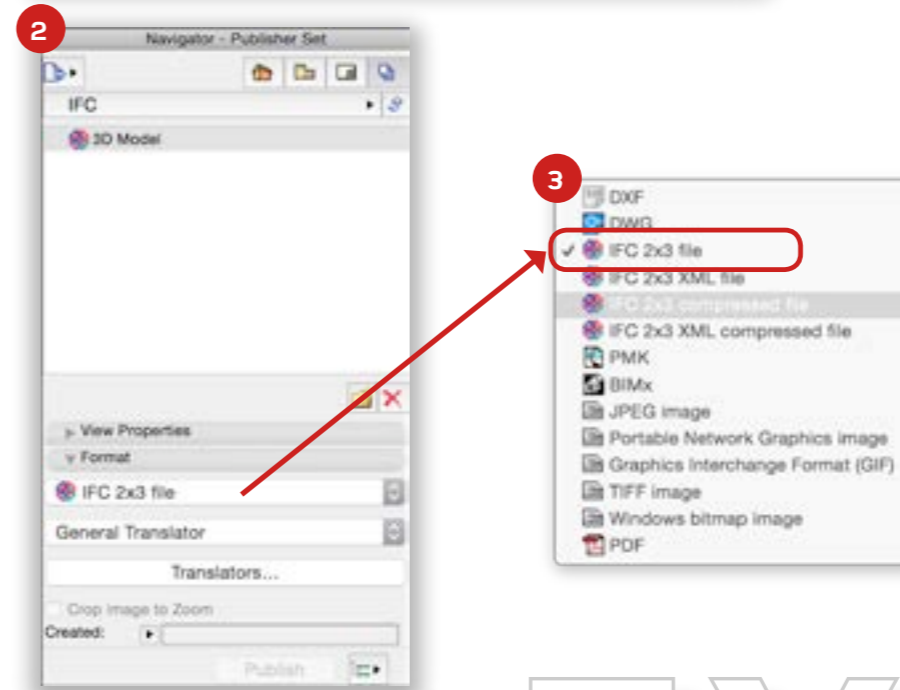 2
Navigator - Publisher Set
IFC
3D Model
View Properties
Format
IFC 2x3 file
General Translator
Translators...
Crop Image to Zoom
Created:
Publish
3
DXF
DWG
IFC 2x3 file
IFC 2x3 XML file
IFC 2x3 compressed file
IFC 2x3 XML compressed file
PMK
BIMx
JPEG image
Portable Network Graphics image
Graphics Interchange Format (GIF)
TIFF image
Windows bitmap image
PDF